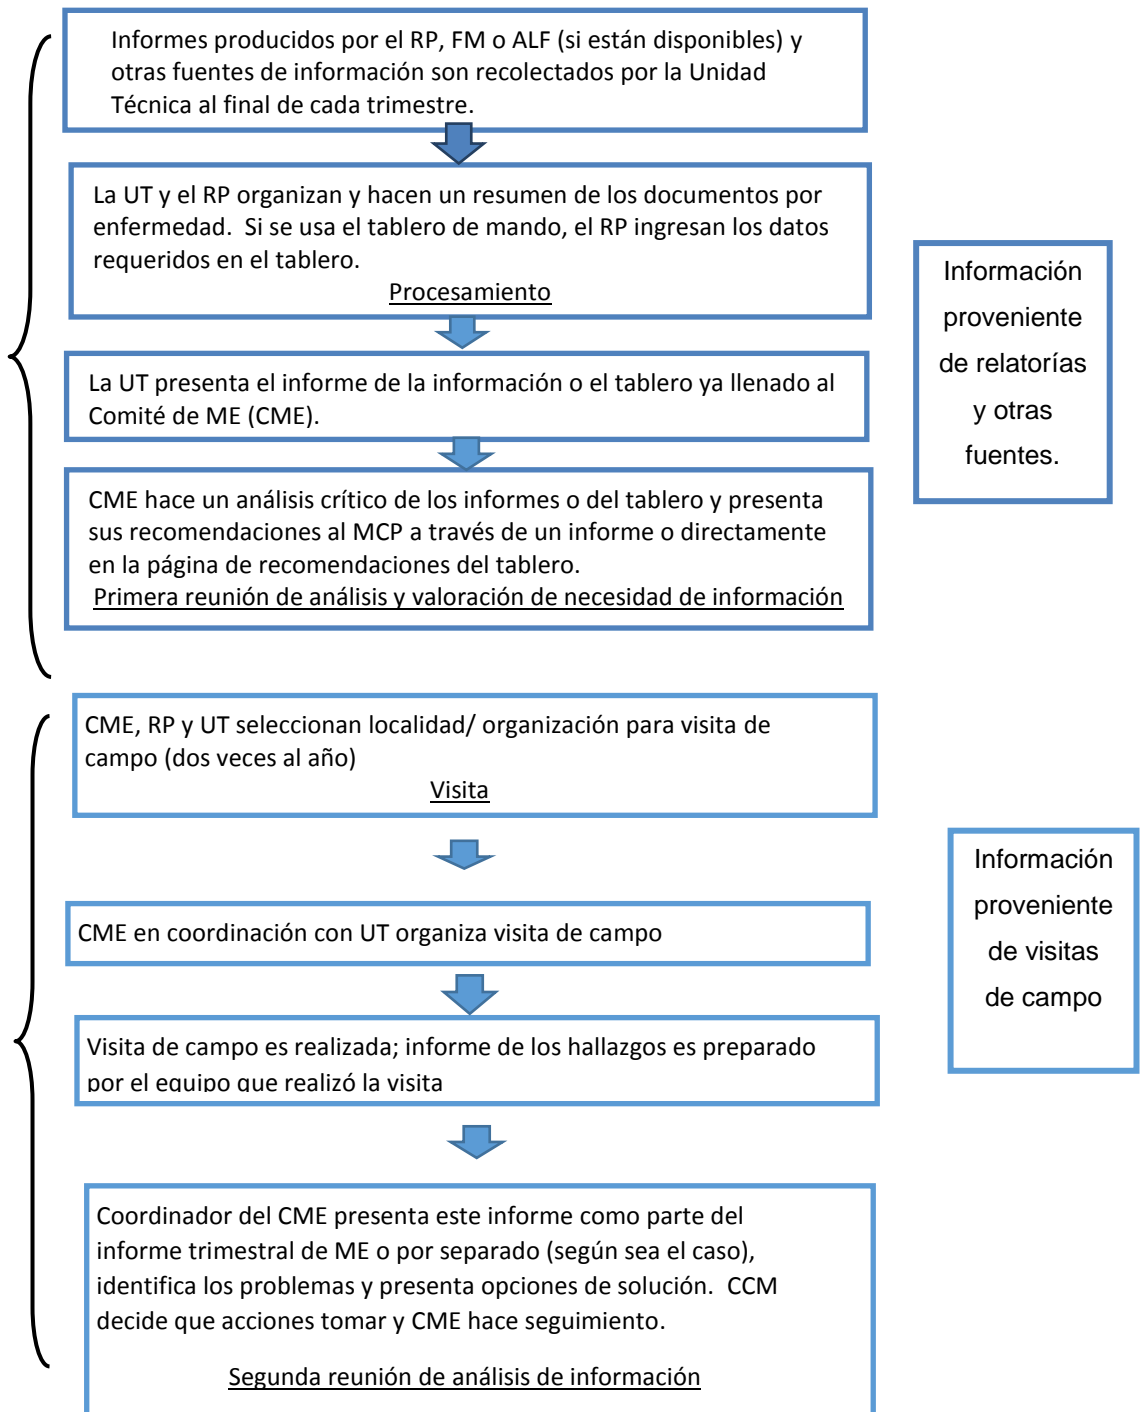 Informes producidos por el RP, FM o ALF (si están disponibles) y
otras fuentes de información son recolectados por la Unidad
Técnica al final de cada trimestre.
La UT y el RP organizan y hacen un resumen de los documentos por
enfermedad.  Si se usa el tablero de mando, el RP ingresan los datos
requeridos en el tablero.
Procesamiento
La UT presenta el informe de la información o el tablero ya llenado al
Comité de ME (CME).
CME hace un análisis crítico de los informes o del tablero y presenta
sus recomendaciones al MCP a través de un informe o directamente
en la página de recomendaciones del tablero.
Primera reunión de análisis y valoración de necesidad de información
Información
proveniente
de relatorías
y otras
fuentes.
CME, RP y UT seleccionan localidad/ organización para visita de
campo (dos veces al año)
Visita
CME en coordinación con UT organiza visita de campo
Visita de campo es realizada; informe de los hallazgos es preparado
por el equipo que realizó la visita
Coordinador del CME presenta este informe como parte del
informe trimestral de ME o por separado (según sea el caso),
identifica los problemas y presenta opciones de solución.  CCM
decide que acciones tomar y CME hace seguimiento.
Segunda reunión de análisis de información
Información
proveniente
de visitas
de campo